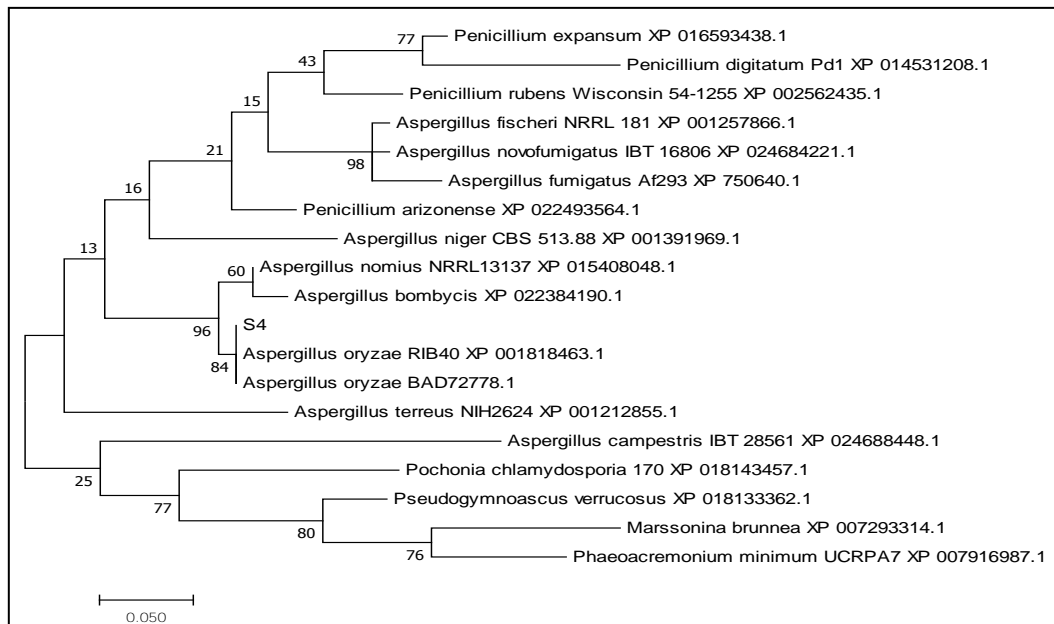 77
Penicillium expansum XP 016593438.1
43
Penicillium digitatum Pd1 XP 014531208.1
15
Penicillium rubens Wisconsin 54-1255 XP 002562435.1
Aspergillus fischeri NRRL 181 XP 001257866.1
21
Aspergillus novofumigatus IBT 16806 XP 024684221.1
98
Aspergillus fumigatus Af293 XP 750640.1
16
Penicillium arizonense XP 022493564.1
Aspergillus niger CBS 513.88 XP 001391969.1
13
60
Aspergillus nomius NRRL13137 XP 015408048.1
Aspergillus bombycis XP 022384190.1
96
S4
Aspergillus oryzae RIB40 XP 001818463.1
84
Aspergillus oryzae BAD72778.1
Aspergillus terreus NIH2624 XP 001212855.1
Aspergillus campestris IBT 28561 XP 024688448.1
25
Pochonia chlamydosporia 170 XP 018143457.1
77
Pseudogymnoascus verrucosus XP 018133362.1
80
Marssonina brunnea XP 007293314.1
76
Phaeoacremonium minimum UCRPA7 XP 007916987.1
0.050